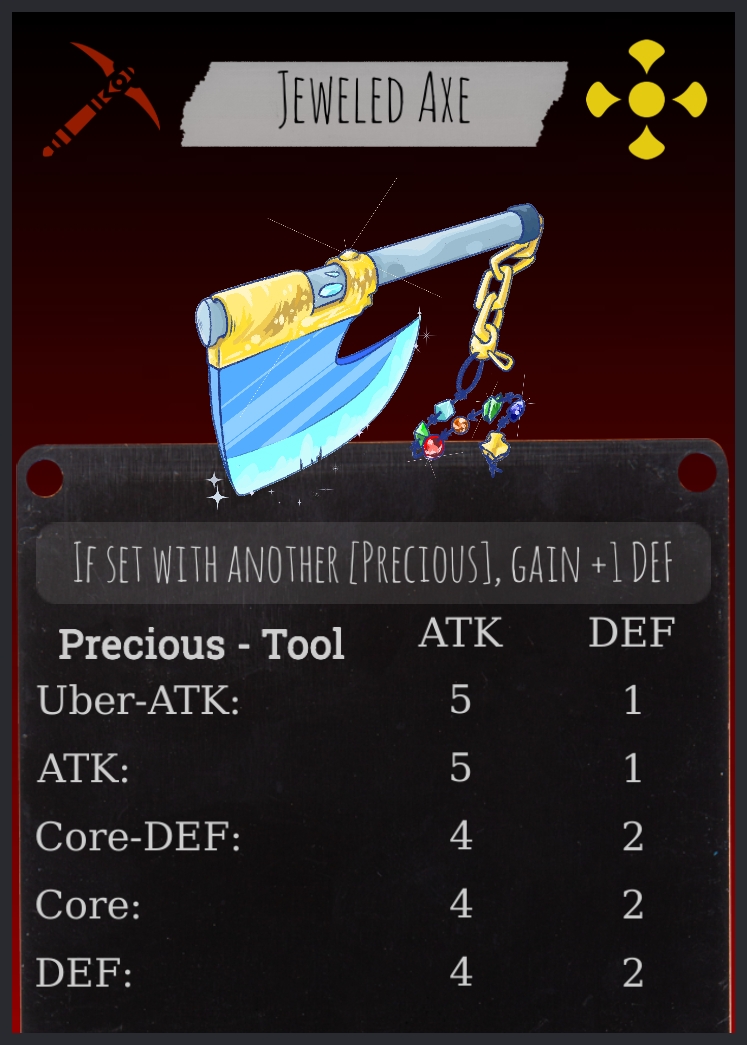 Jeweled Axe
If set with another [Precious], gain +1 DEF
Precious - Tool ATK DEF
Uber-ATK: 5 1
ATK: 5 1
Core-DEF: 4 2
Core: 4 2
DEF: 4 2